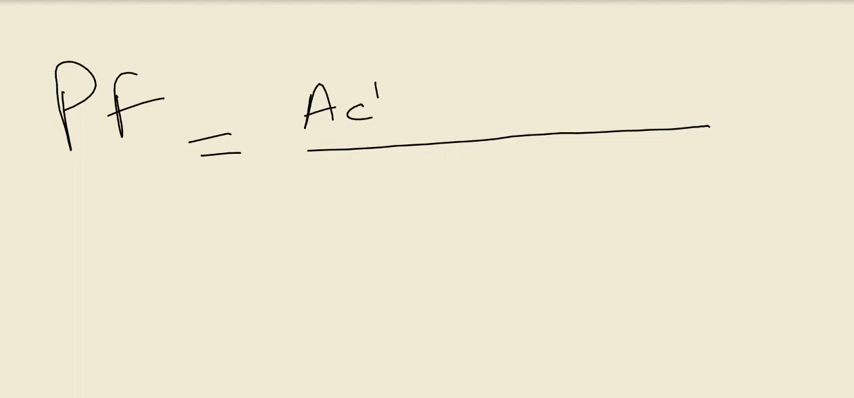 Pf = Ac'